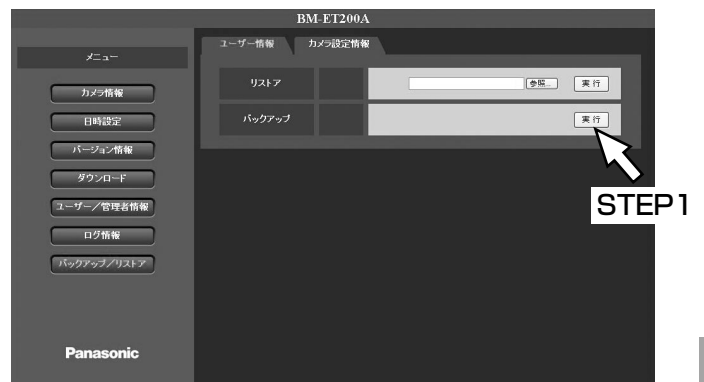 BM-ET200A
メニュー
カメラ情報
日時設定
バージョン情報
ダウンロード
ユーザー／管理者情報
ログ情報
バックアップ／リストア
Panasonic
ユーザー情報 カメラ設定情報
リストア 参照... 実行
バックアップ 実行
STEP1